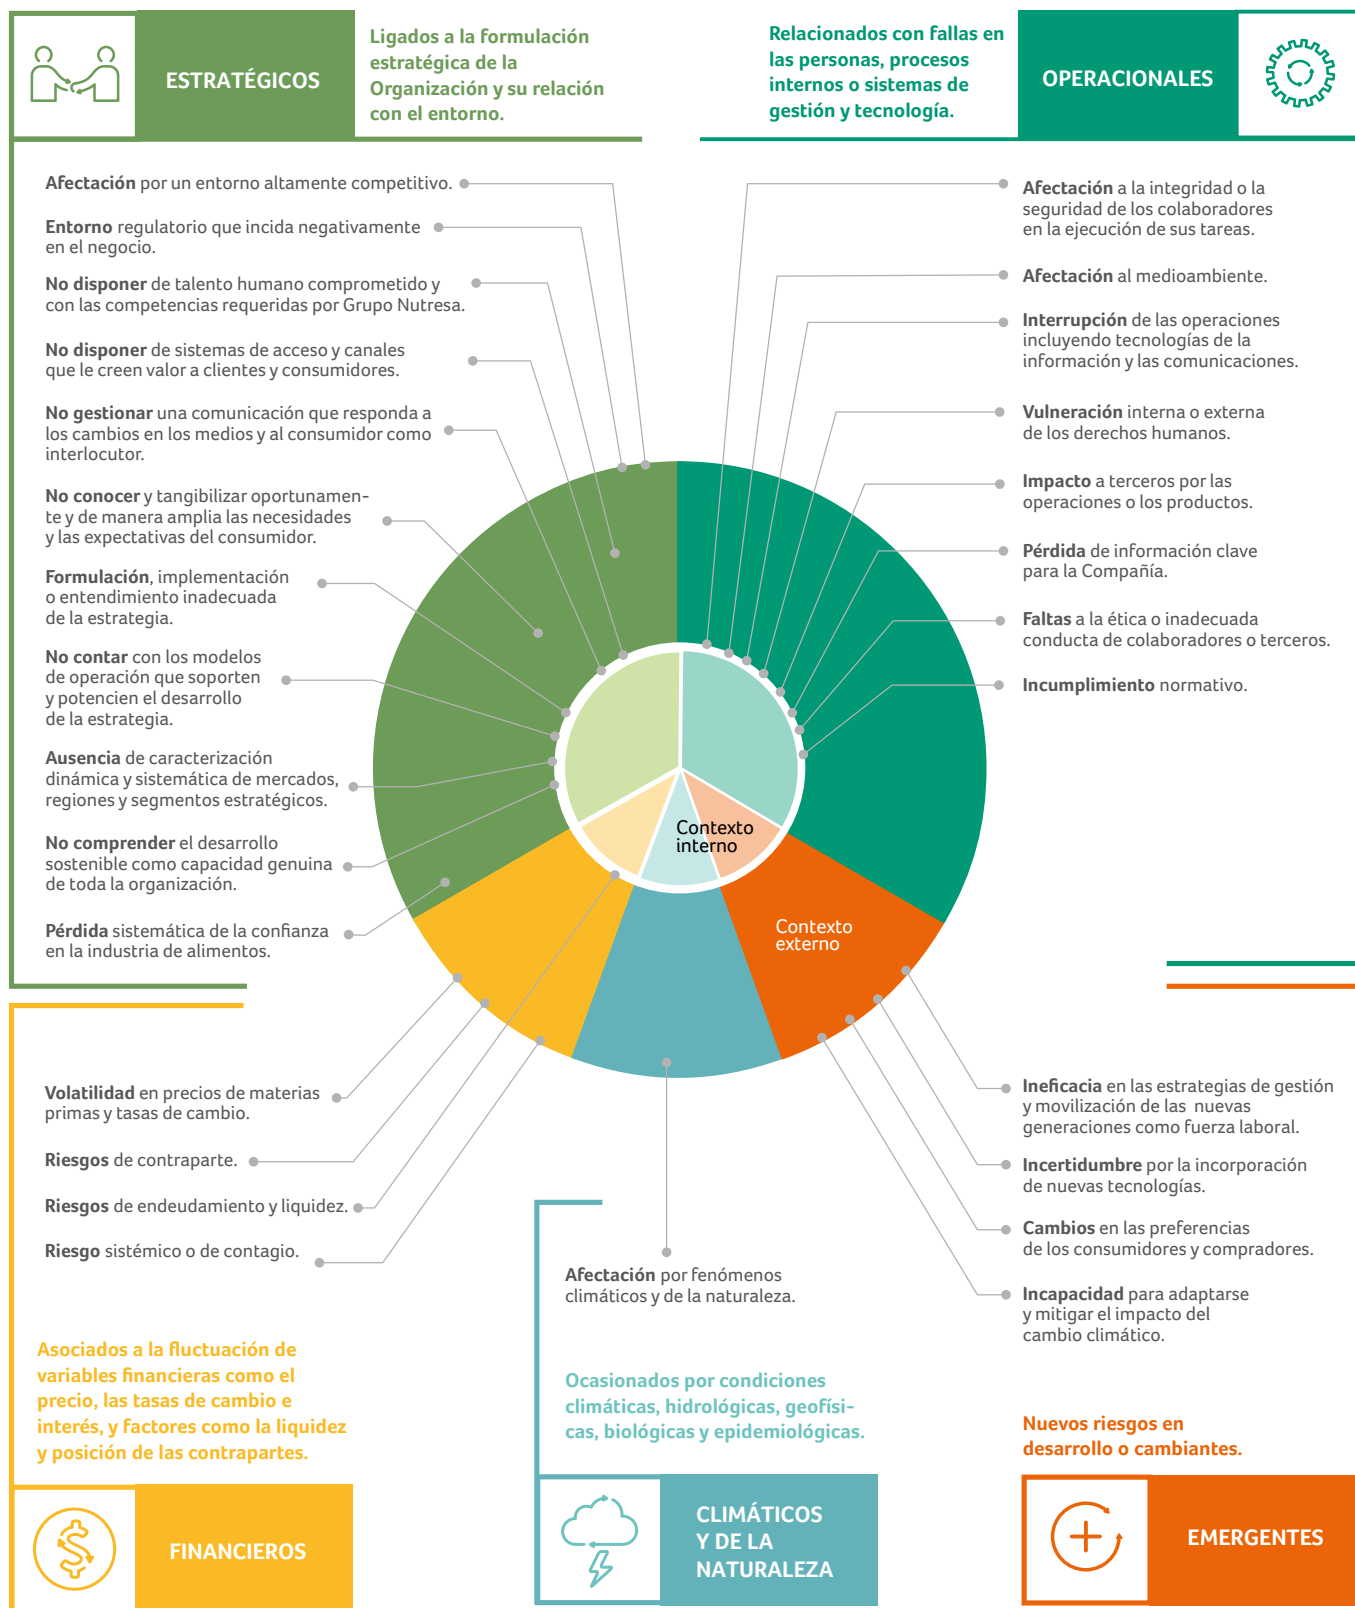 ESTRATÉGICOS
Ligados a la formulación
estratégica de la
Organización y su relación
con el entorno.
Relacionados con fallas en
las personas, procesos
internos o sistemas de
gestión y tecnología.
OPERACIONALES
Afectación por un entorno altamente competitivo.
Entorno regulatorio que incida negativamente
en el negocio.
No disponer de talento humano comprometido y
con las competencias requeridas por Grupo Nutresa.
No disponer de sistemas de acceso y canales
que le creen valor a clientes y consumidores.
No gestionar una comunicación que responda a
los cambios en los medios y al consumidor como
interlocutor.
No conocer y tangibilizar oportunamen-
te y de manera amplia las necesidades
y las expectativas del consumidor.
Formulación, implementación
o entendimiento inadecuada
de la estrategia.
No contar con los modelos
de operación que soporten
y potencien el desarrollo
de la estrategia.
Ausencia de caracterización
dinámica y sistemática de mercados,
regiones y segmentos estratégicos.
No comprender el desarrollo
sostenible como capacidad genuina
de toda la organización.
Pérdida sistemática de la confianza
en la industria de alimentos.
Afectación a la integridad o la
seguridad de los colaboradores
en la ejecución de sus tareas.
Afectación al medioambiente.
Interrupción de las operaciones
incluyendo tecnologías de la
información y las comunicaciones.
Vulneración interna o externa
de los derechos humanos.
Impacto a terceros por las
operaciones o los productos.
Pérdida de información clave
para la Compañía.
Faltas a la ética o inadecuada
conducta de colaboradores o terceros.
Incumplimiento normativo.
Contexto
interno
Contexto
externo
Volatilidad en precios de materias
primas y tasas de cambio.
Riesgos de contraparte.
Riesgos de endeudamiento y liquidez.
Riesgo sistémico o de contagio.
Asociados a la fluctuación de
variables financieras como el
precio, las tasas de cambio e
interés, y factores como la liquidez
y posición de las contrapartes.
FINANCIEROS
Afectación por fenómenos
climáticos y de la naturaleza.
Ocasionados por condiciones
climáticas, hidrológicas, geofísi-
cas, biológicas y epidemiológicas.
CLIMÁTICOS
Y DE LA
NATURALEZA
Ineficacia en las estrategias de gestión
y movilización de las nuevas
generaciones como fuerza laboral.
Incertidumbre por la incorporación
de nuevas tecnologías.
Cambios en las preferencias
de los consumidores y compradores.
Incapacidad para adaptarse
y mitigar el impacto del
cambio climático.
Nuevos riesgos en
desarrollo o cambiantes.
EMERGENTES